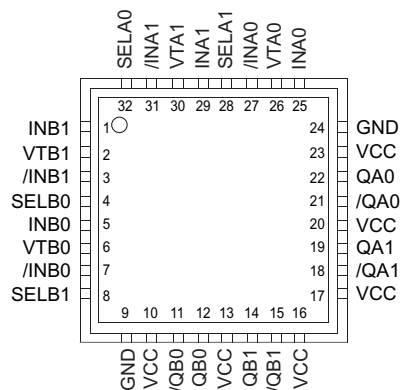 SELA0
/INA1
VTA1
INA1
SELA1
/INA0
VTA0
INA0
32 31 30 29 28 27 26 25
INB1 1 24 GND
VTB1 2 23 VCC
/INB1 3 22 QA0
SELB0 4 21 /QA0
INB0 5 20 VCC
VTB0 6 19 QA1
/INB0 7 18 /QA1
SELB1 8 17 VCC
9 10 11 12 13 14 15 16
GND
VCC
/QB0
QB0
VCC
QB1
/QB1
VCC